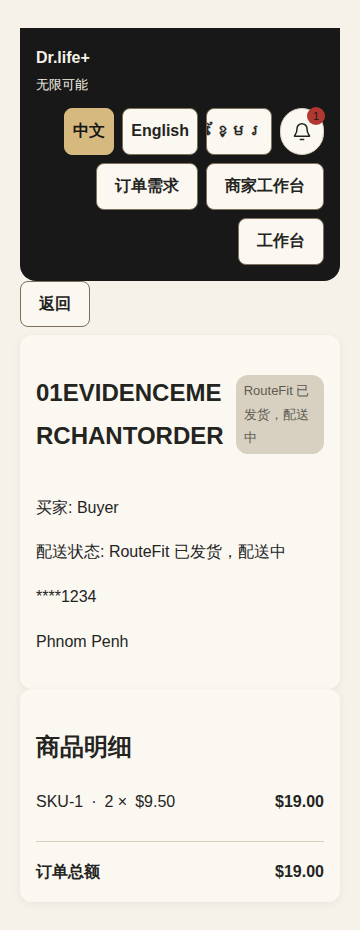 Dr.life+
无限可能
中文 English ខ្មែរ 1
订单需求 商家工作台
工作台
返回
01EVIDENCEME
RCHANTORDER
RouteFit 已
发货，配送
中
买家: Buyer
配送状态: RouteFit 已发货，配送中
****1234
Phnom Penh
商品明细
SKU-1 · 2 × $9.50 $19.00
订单总额 $19.00